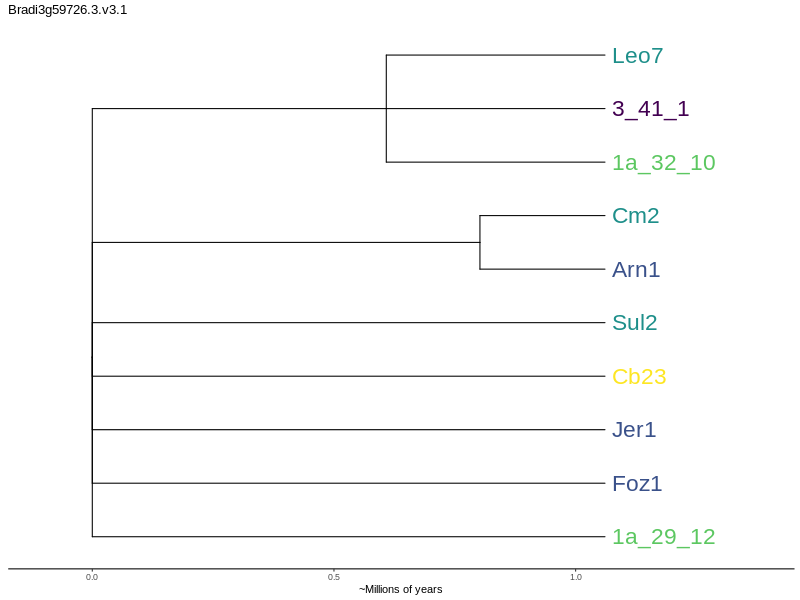 Bradi3g59726.3.v3.1
Leo7
3_41_1
1a_32_10
Cm2
Arn1
Sul2
Cb23
Jer1
Foz1
1a_29_12
0.0 0.5 1.0
~Millions of years